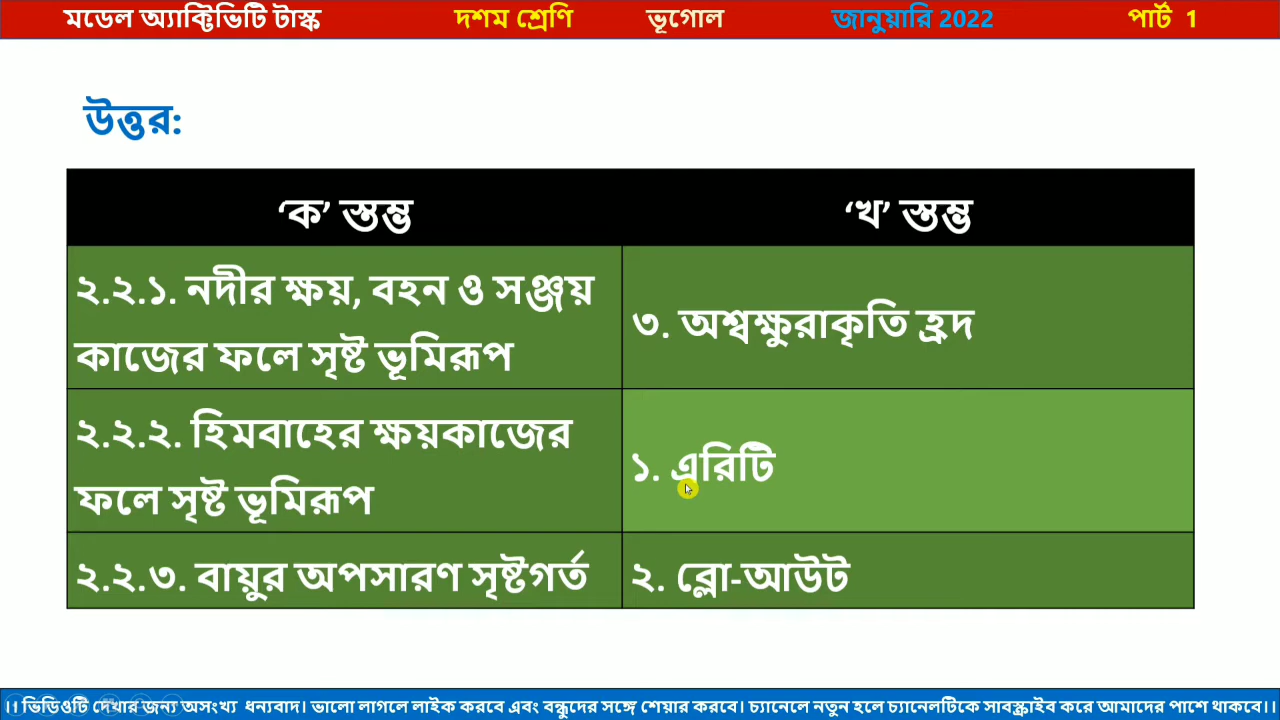 মডেল অ্যাক্টিভিটি টাস্ক দশম শ্রেণি ভূগোল জানুয়ারি 2022 পার্ট 1
উত্তর:
‘ক’ স্তম্ভ ‘খ’ স্তম্ভ
২.২.১. নদীর ক্ষয়, বহন ও সঞ্জয়
কাজের ফলে সৃষ্ট ভূমিরূপ
৩. অশ্বক্ষুরাকৃতি হ্রদ
২.২.২. হিমবাহের ক্ষয়কাজের
ফলে সৃষ্ট ভূমিরূপ
১. এরিটি
২.২.৩. বায়ুর অপসারণ সৃষ্টগর্ত ২. ব্লো-আউট
।। ভিডিওটি দেখার জন্য অসংখ্য ধন্যবাদ। ভালো লাগলে লাইক করবে এবং বন্ধুদের সঙ্গে শেয়ার করবে। চ্যানেলে নতুন হলে চ্যানেলটিকে সাবস্ক্রাইব করে আমাদের পাশে থাকবে।।